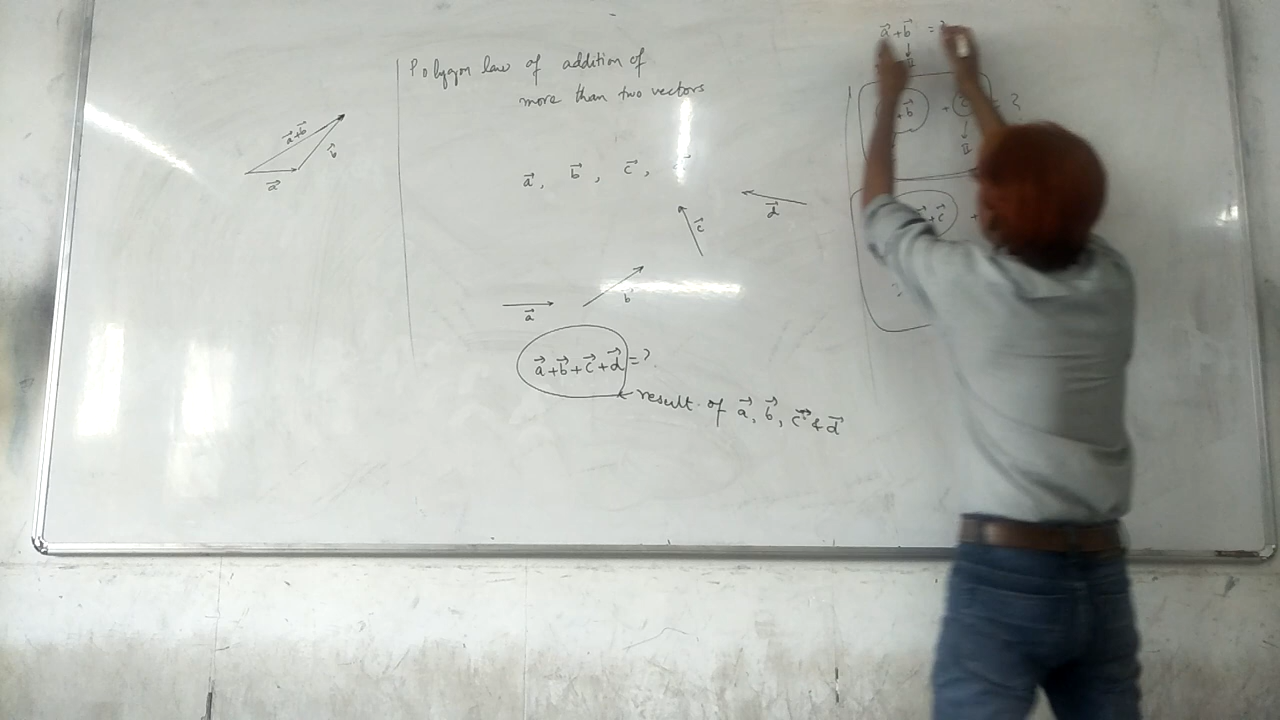 a⃗+b⃗
b⃗
a⃗
Polygon law of addition of
more than two vectors
a⃗, b⃗, c⃗,
d⃗
c⃗
b⃗
a⃗
a⃗+b⃗+c⃗+d⃗=?
result of a⃗, b⃗, c⃗ & d⃗
a⃗+b⃗ =?
+b⃗ + = ?
+c⃗ +